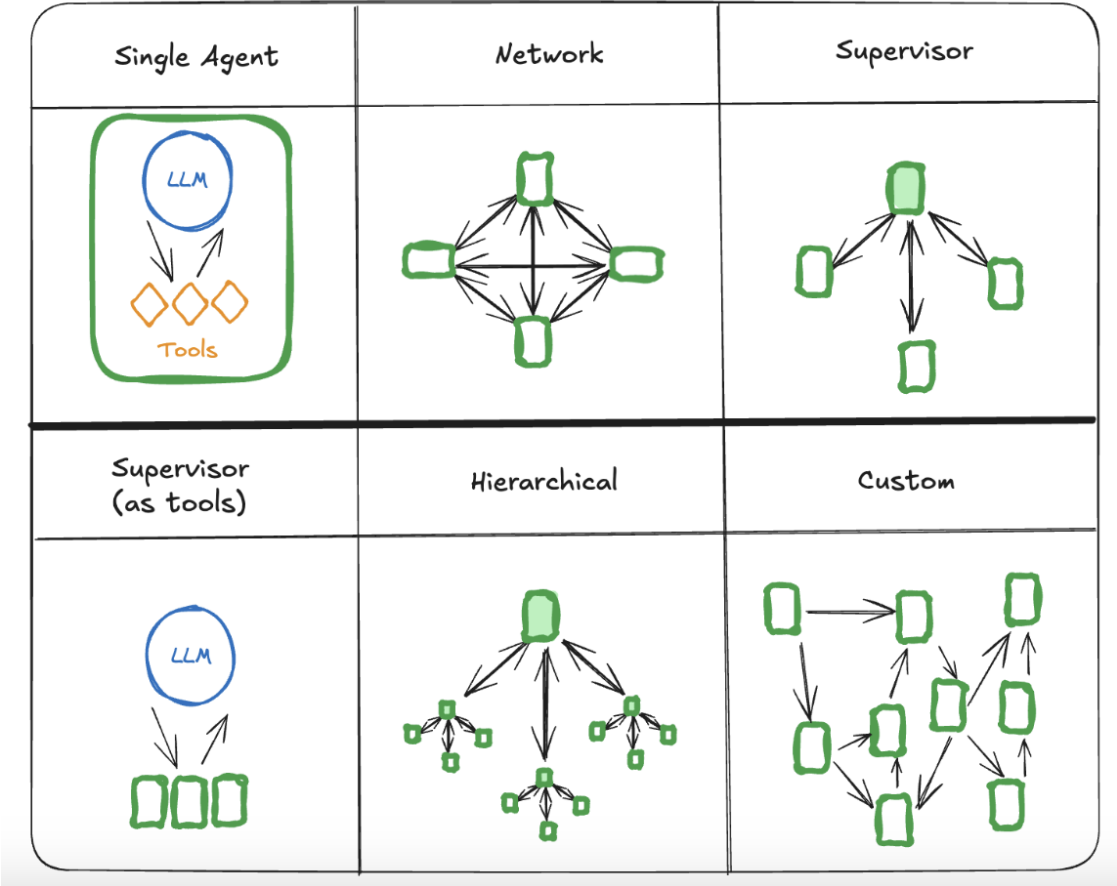 Single Agent
Network
Supervisor
LLM
Tools
Supervisor
(as tools)
Hierarchical
Custom
LLM